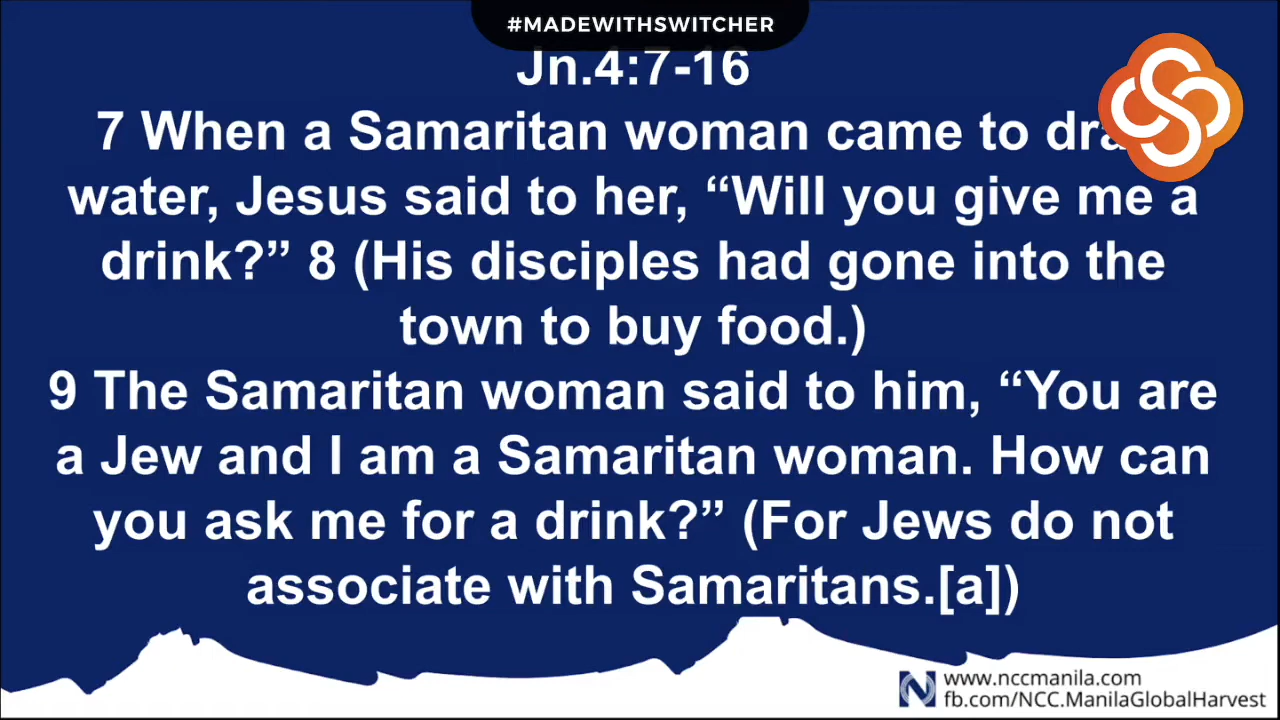 #MADEWITHSWITCHER
Jn.4:7-16
7 When a Samaritan woman came to
water, Jesus said to her, “Will you give me a
drink?” 8 (His disciples had gone into the
town to buy food.)
9 The Samaritan woman said to him, “You are
a Jew and I am a Samaritan woman. How can
you ask me for a drink?” (For Jews do not
associate with Samaritans.[a])
www.nccmanila.com
fb.com/NCC.ManilaGlobalHarvest